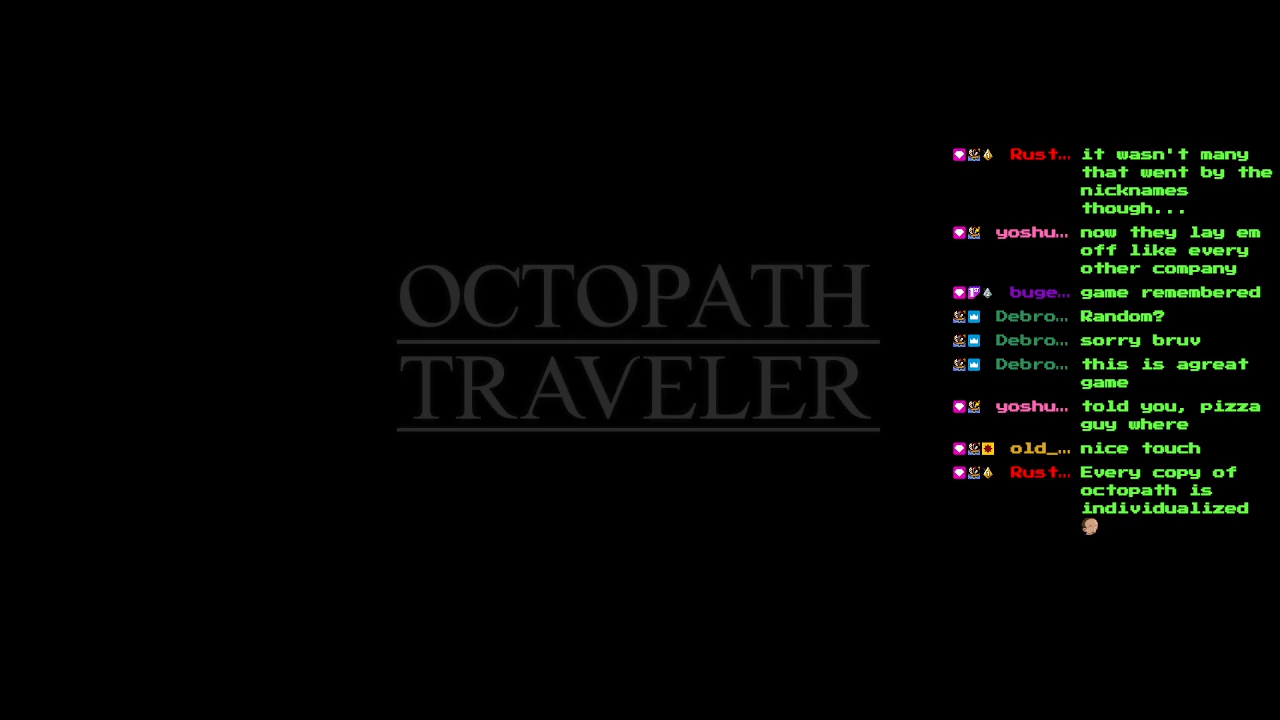 OCTOPATH
TRAVELER
Rust... it wasn't many
that went by the
nicknames
though...
yoshu... now they lay em
off like every
other company
buge... game remembered
Debro... Random?
Debro... sorry bruv
Debro... this is agreat
game
yoshu... told you, pizza
guy where
old_... nice touch
Rust... Every copy of
octopath is
individualized